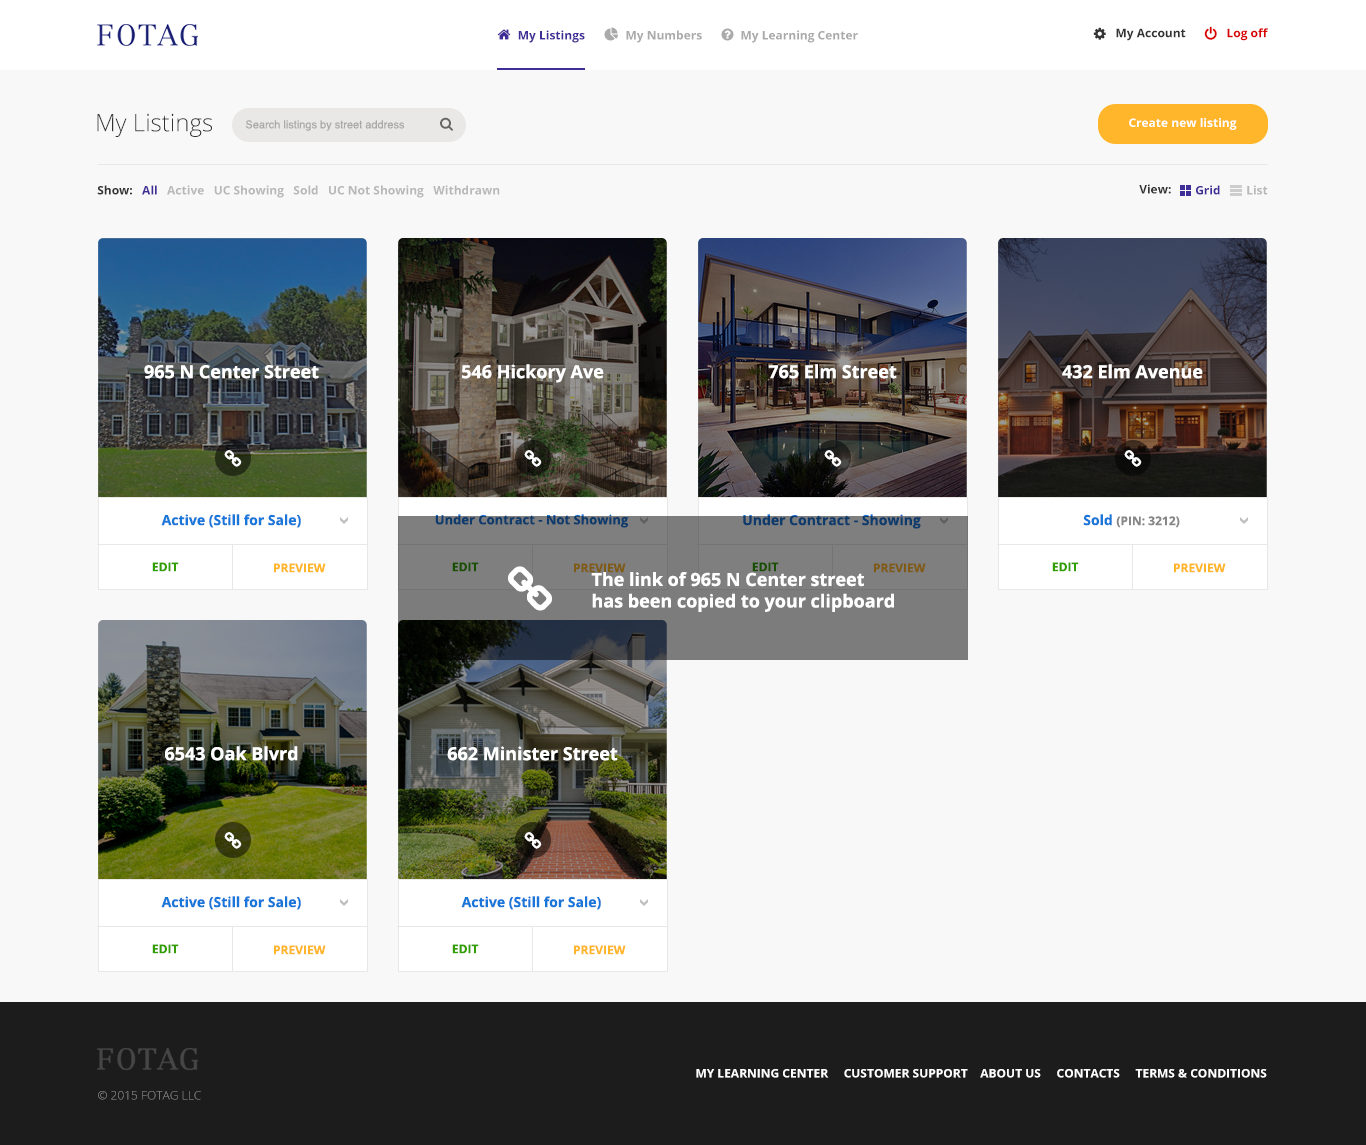 FOTAG
My Listings
My Numbers
My Learning Center
My Account
Log off
My Listings
Search listings by street address
Create new listing
Show: All Active UC Showing Sold UC Not Showing Withdrawn
View: Grid List
965 N Center Street
546 Hickory Ave
765 Elm Street
432 Elm Avenue
Active (Still for Sale)
Under Contract - Not Showing
Under Contract - Showing
Sold (PIN: 3212)
EDIT PREVIEW
EDIT PREVIEW
EDIT PREVIEW
EDIT PREVIEW
The link of 965 N Center street
has been copied to your clipboard
6543 Oak Blvrd
662 Minister Street
Active (Still for Sale)
Active (Still for Sale)
EDIT PREVIEW
EDIT PREVIEW
FOTAG
© 2015 FOTAG LLC
MY LEARNING CENTER CUSTOMER SUPPORT ABOUT US CONTACTS TERMS & CONDITIONS